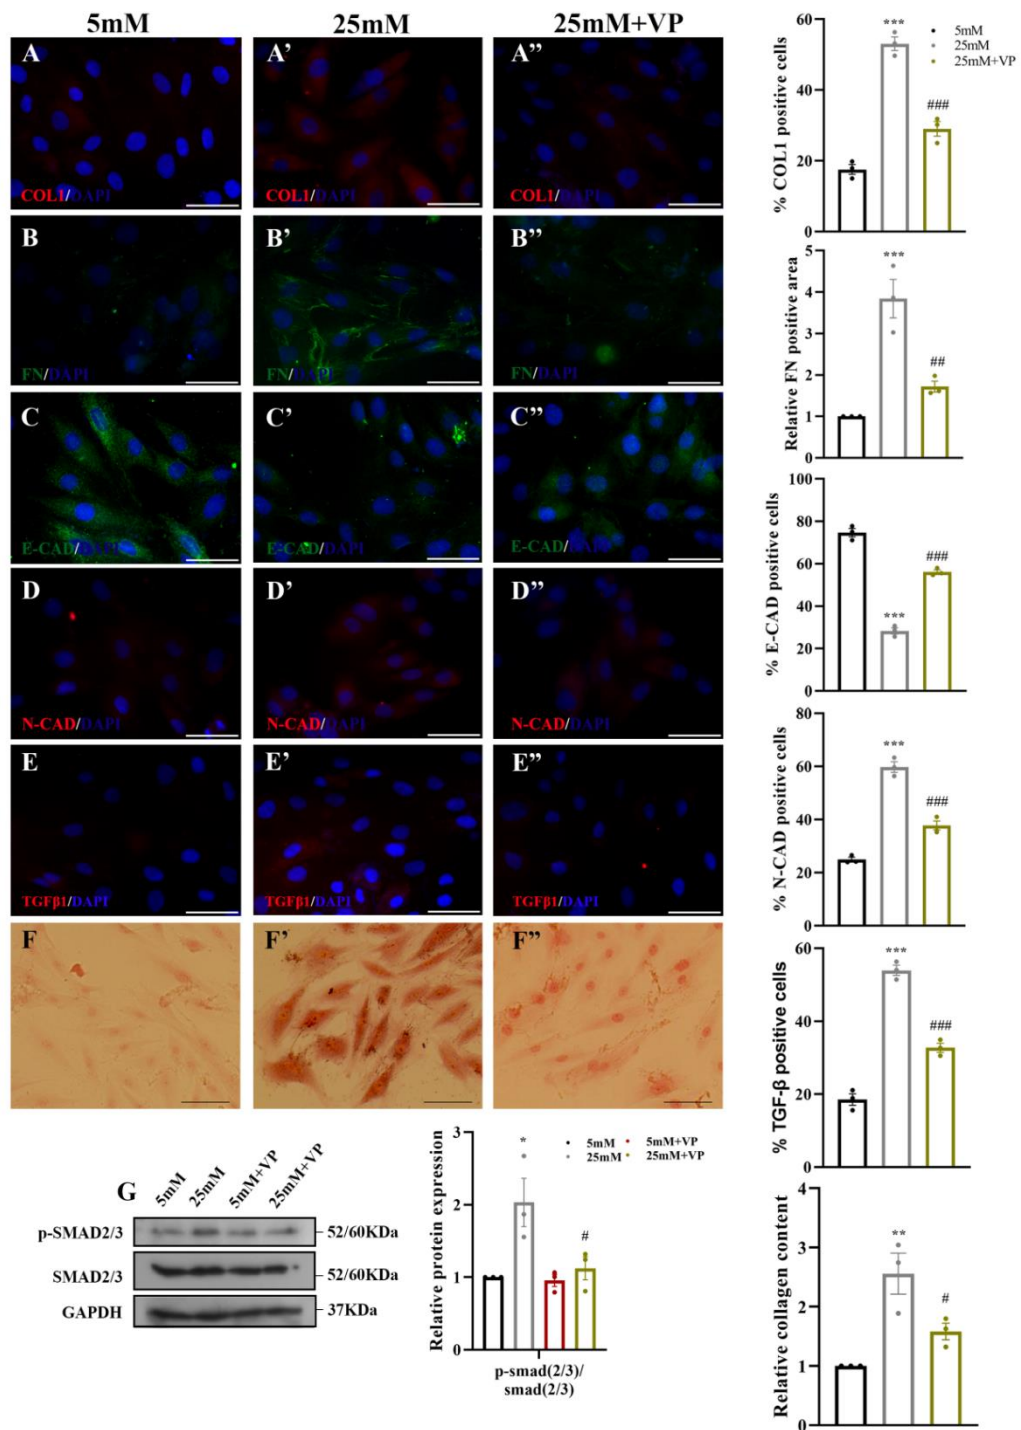 5mM 25mM 25mM+VP
A A’ A”
COL1/DAPI COL1/DAPI COL1/DAPI
B B’ B”
FN/DAPI FN/DAPI FN/DAPI
C C’ C”
E-CAD/DAPI E-CAD/DAPI E-CAD/DAPI
D D’ D”
N-CAD/DAPI N-CAD/DAPI N-CAD/DAPI
E E’ E”
TGFβ1/DAPI TGFβ1/DAPI TGFβ1/DAPI
F F’ F”
G
5mM 25mM 5mM+VP 25mM+VP
p-SMAD2/3 52/60KDa
SMAD2/3 52/60KDa
GAPDH 37KDa
Relative protein expression
3
2
1
0
*
#
5mM 5mM+VP
25mM 25mM+VP
p-smad(2/3)/
smad(2/3)
% COL1 positive cells
60
40
20
0
***
###
5mM
25mM
25mM+VP
Relative FN positive area
5
4
3
2
1
0
***
##
% E-CAD positive cells
100
80
60
40
20
0
***
###
% N-CAD positive cells
80
60
40
20
0
***
###
% TGF-β positive cells
60
40
20
0
***
###
Relative collagen content
4
3
2
1
0
**
#